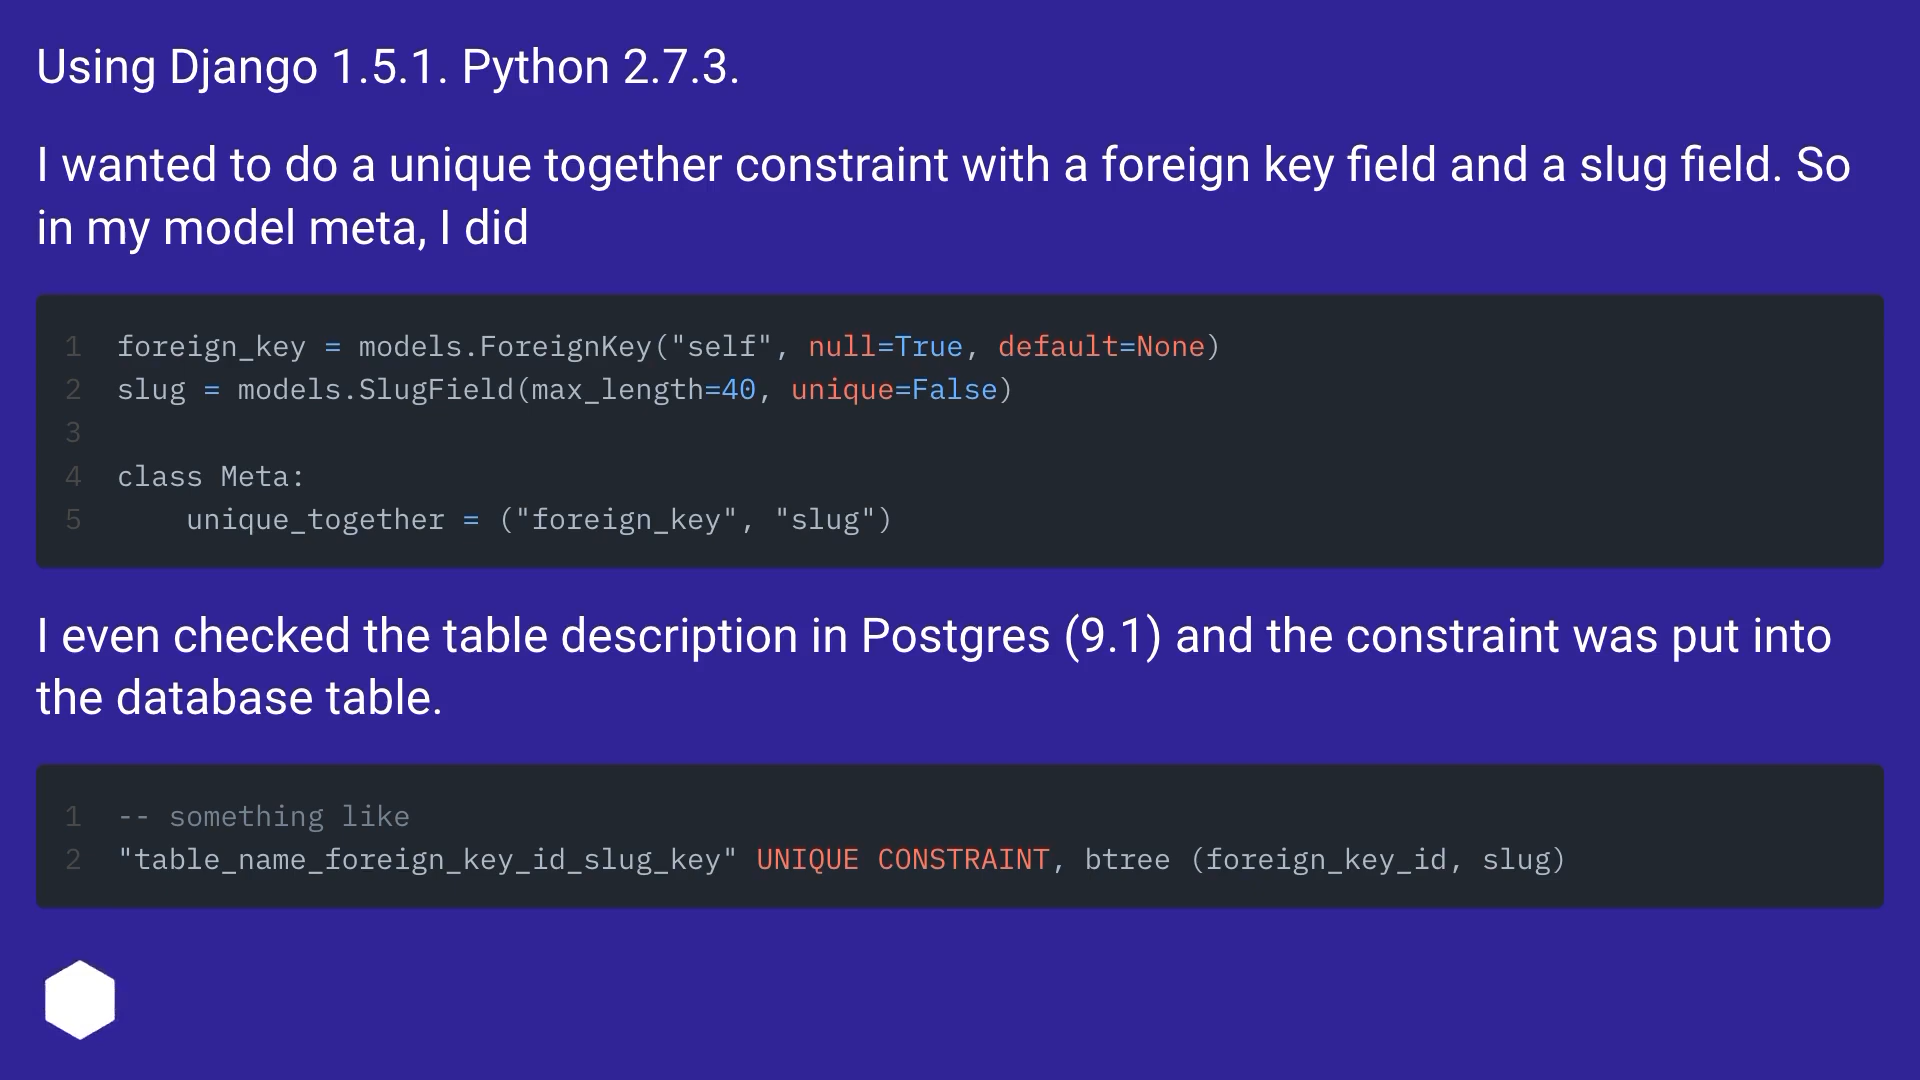 Using Django 1.5.1. Python 2.7.3.
I wanted to do a unique together constraint with a foreign key field and a slug field. So
in my model meta, I did
1 foreign_key = models.ForeignKey("self", null=True, default=None)
2 slug = models.SlugField(max_length=40, unique=False)
3
4 class Meta:
5     unique_together = ("foreign_key", "slug")
I even checked the table description in Postgres (9.1) and the constraint was put into
the database table.
1 -- something like
2 "table_name_foreign_key_id_slug_key" UNIQUE CONSTRAINT, btree (foreign_key_id, slug)